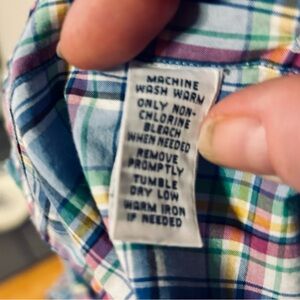 MACHINE
WASH WARM
ONLY NON-
CHLORINE
BLEACH
WHEN NEEDED
REMOVE
PROMPTLY
TUMBLE
DRY LOW
WARM IRON
IF NEEDED